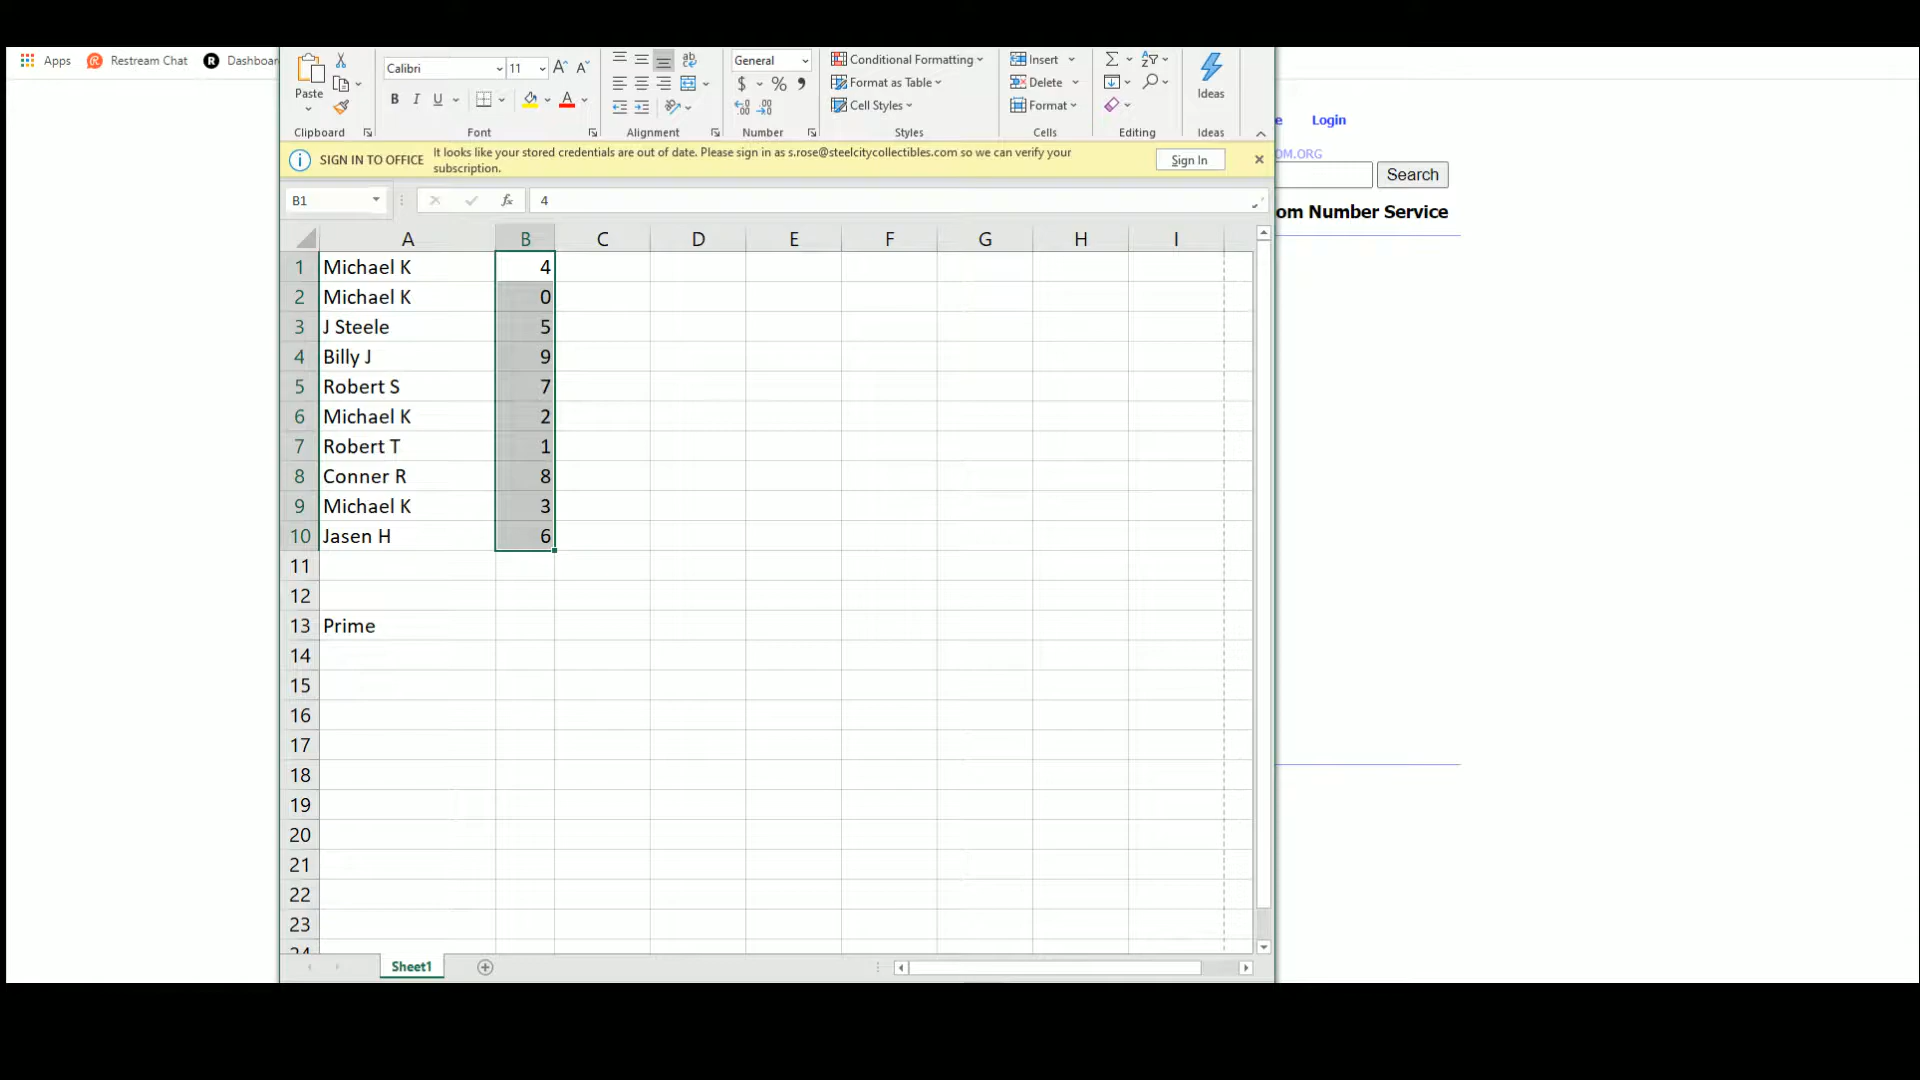 Apps Restream Chat Dashboar
Paste
Clipboard
Calibri 11
B I U
Font
Alignment
General
$ %
Number
Conditional Formatting
Format as Table
Cell Styles
Styles
Insert
Delete
Format
Cells
Editing
Ideas
Ideas
SIGN IN TO OFFICE It looks like your stored credentials are out of date. Please sign in as s.rose@steelcitycollectibles.com so we can verify your
subscription.
Sign In
B1 fx 4
A B C D E F G H I
1 Michael K 4
2 Michael K 0
3 J Steele 5
4 Billy J 9
5 Robert S 7
6 Michael K 2
7 Robert T 1
8 Conner R 8
9 Michael K 3
10 Jasen H 6
11
12
13 Prime
14
15
16
17
18
19
20
21
22
23
24
Sheet1
e Login
OM.ORG
Search
om Number Service